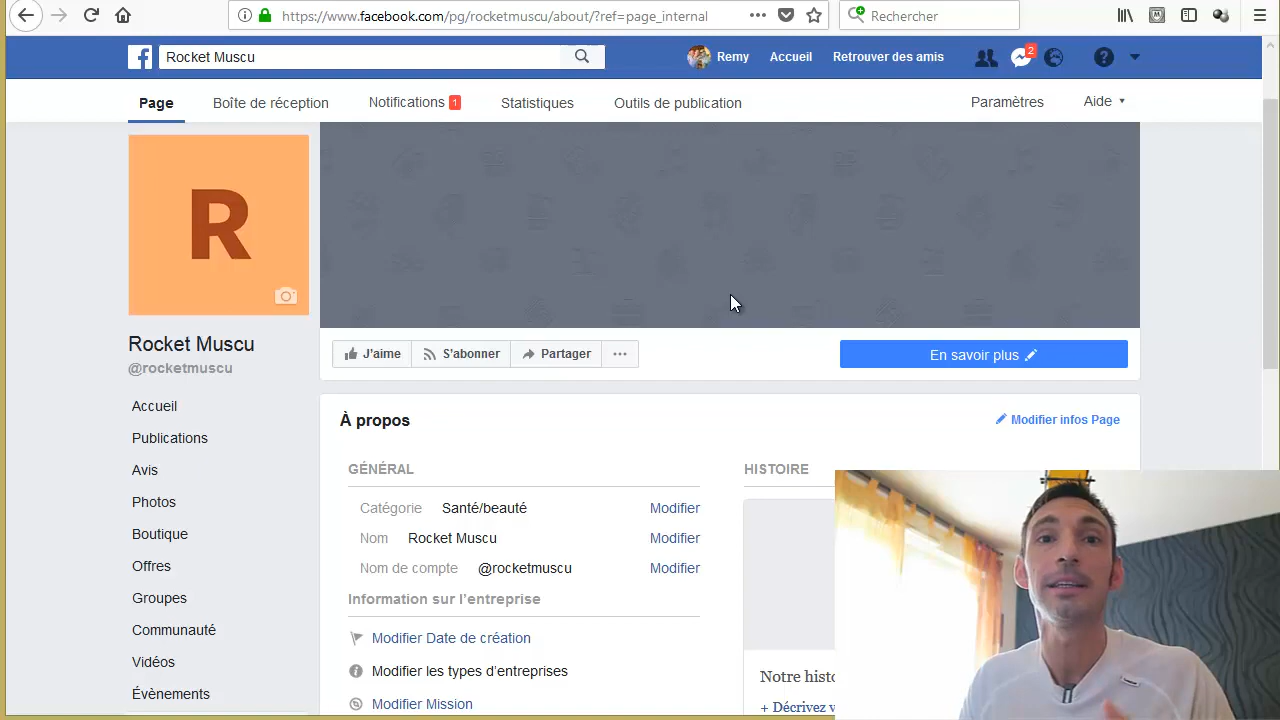 https://www.facebook.com/pg/rocketmuscu/about/?ref=page_internal
Rechercher
Rocket Muscu
Remy Accueil Retrouver des amis 2
Page Boîte de réception Notifications 1 Statistiques Outils de publication Paramètres Aide
R
Rocket Muscu
@rocketmuscu
J'aime S'abonner Partager En savoir plus
Accueil
Publications
Avis
Photos
Boutique
Offres
Groupes
Communauté
Vidéos
Évènements
À propos Modifier infos Page
GÉNÉRAL
Catégorie Santé/beauté Modifier
Nom Rocket Muscu Modifier
Nom de compte @rocketmuscu Modifier
Information sur l'entreprise
Modifier Date de création
Modifier les types d'entreprises
Modifier Mission
HISTOIRE
Notre
+ Décrivez